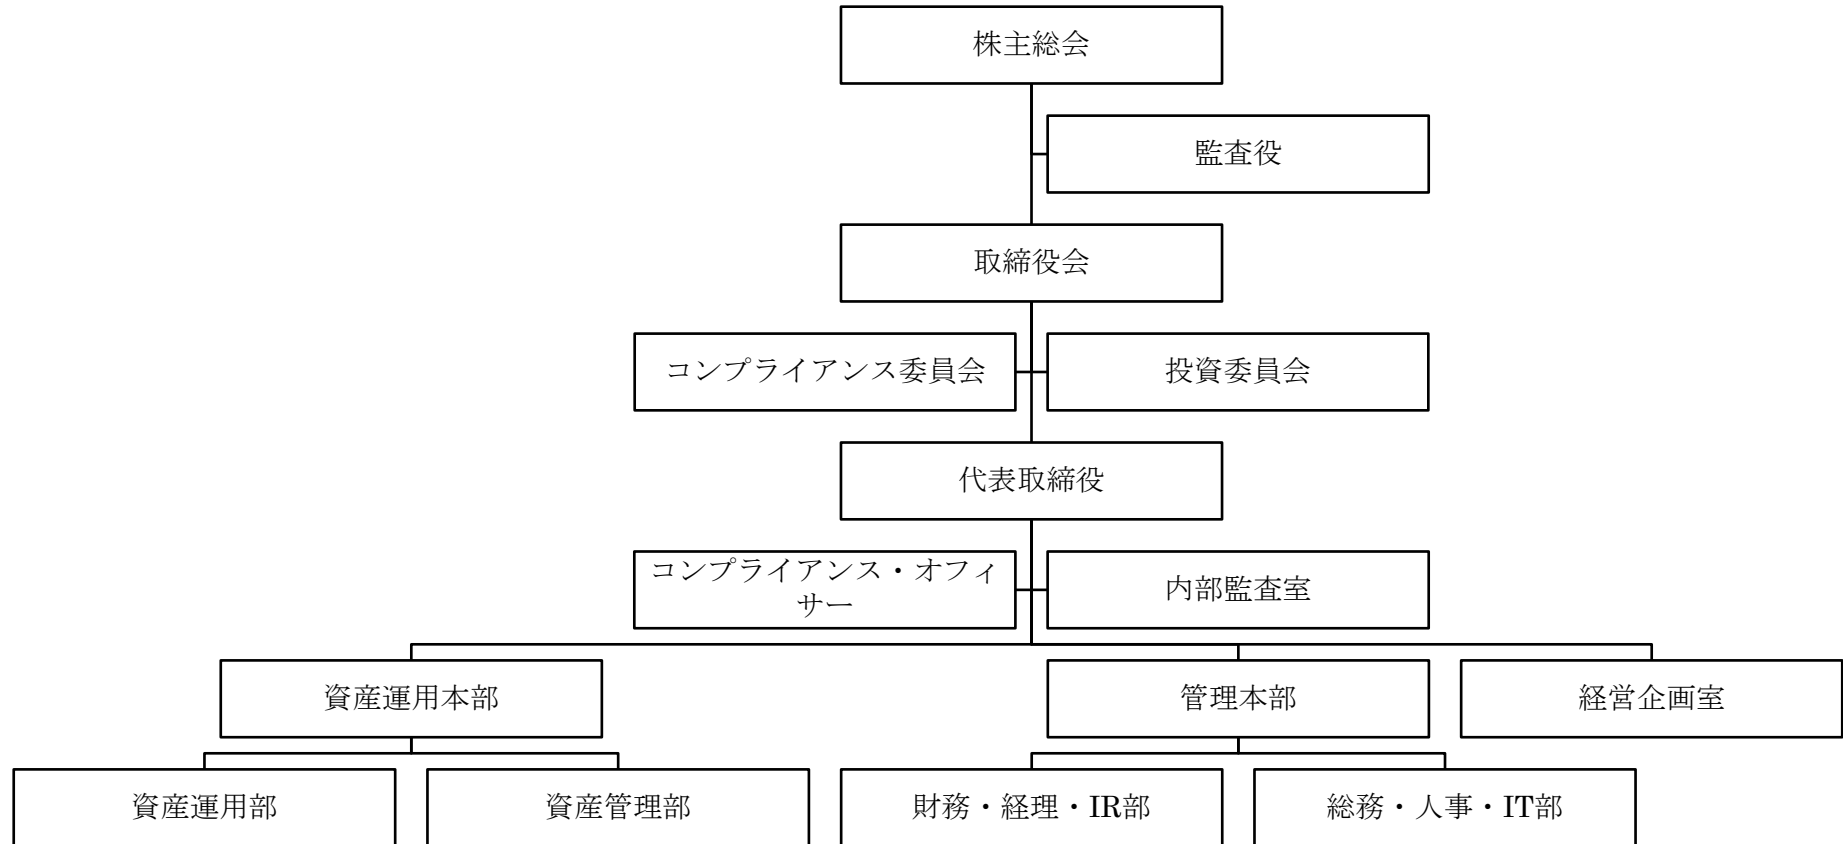 株主総会
監査役
取締役会
コンプライアンス委員会
投資委員会
代表取締役
コンプライアンス・オフィ
サー
内部監査室
資産運用本部
管理本部
経営企画室
資産運用部
資産管理部
財務・経理・IR部
総務・人事・IT部